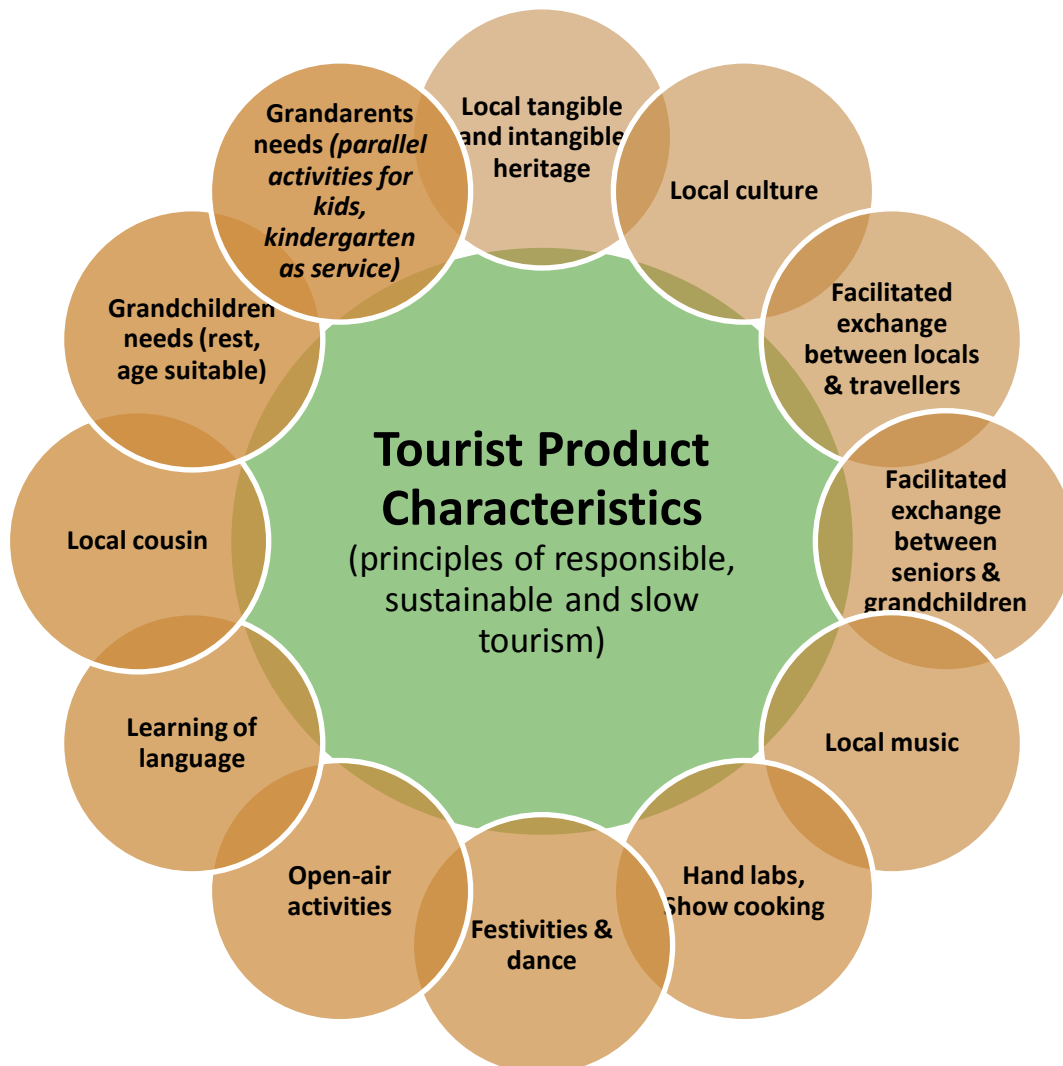 Tourist Product
Characteristics
(principles of responsible,
sustainable and slow
tourism)
Local tangible
and intangible
heritage
Local culture
Facilitated
exchange
between locals
& travellers
Facilitated
exchange
between
seniors &
grandchildren
Local music
Hand labs,
Show cooking
Festivities &
dance
Open-air
activities
Learning of
language
Local cousin
Grandchildren
needs (rest,
age suitable)
Grandarents
needs (parallel
activities for
kids,
kindergarten
as service)